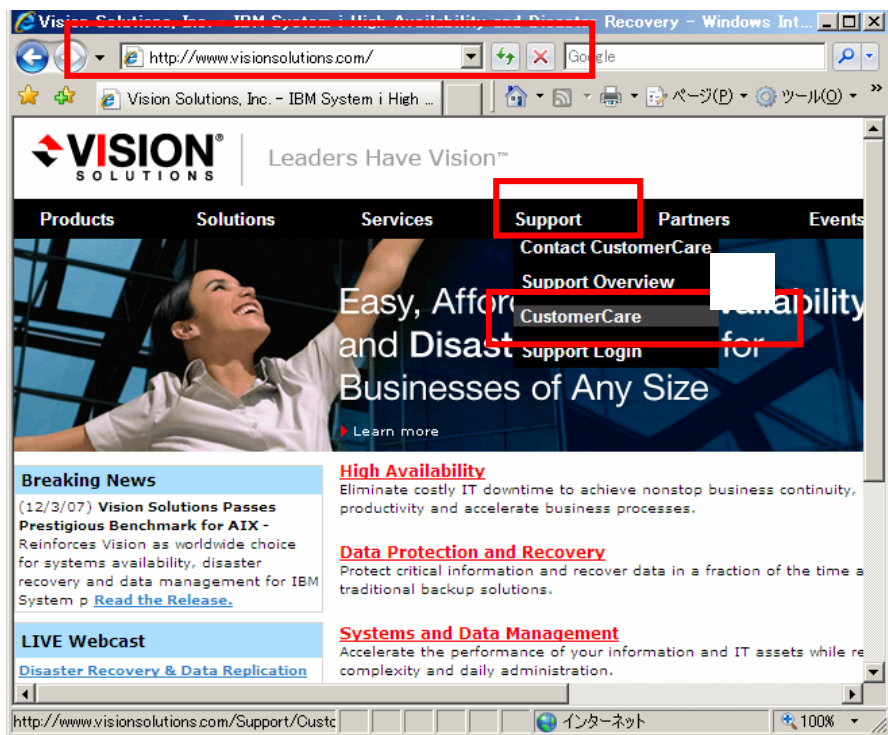 Vision Solutions, Inc. - IBM System i High Availability and Disaster Recovery - Windows Int...
http://www.visionsolutions.com/
Google
Vision Solutions, Inc. - IBM System i High ...
ページ(P)
ツール(O)
»
VISION®
SOLUTIONS
Leaders Have Vision™
Products Solutions Services Support Partners Events
Contact CustomerCare
Support Overview
CustomerCare
Support Login
Easy, Affor
ailability
and Disast
for
Businesses of Any Size
Learn more
Breaking News
(12/3/07) Vision Solutions Passes
Prestigious Benchmark for AIX -
Reinforces Vision as worldwide choice
for systems availability, disaster
recovery and data management for IBM
System p Read the Release.
LIVE Webcast
Disaster Recovery & Data Replication
High Availability
Eliminate costly IT downtime to achieve nonstop business continuity,
productivity and accelerate business processes.
Data Protection and Recovery
Protect critical information and recover data in a fraction of the time a
traditional backup solutions.
Systems and Data Management
Accelerate the performance of your information and IT assets while re
complexity and daily administration.
http://www.visionsolutions.com/Support/Custc
インターネット
100%